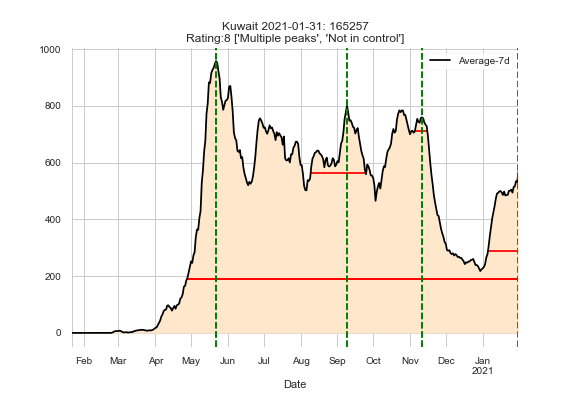 Kuwait 2021-01-31: 165257
Rating:8 ['Multiple peaks', 'Not in control']
1000
Average-7d
800
600
400
200
0
Feb Mar Apr May Jun Jul Aug Sep Oct Nov Dec Jan
2021
Date